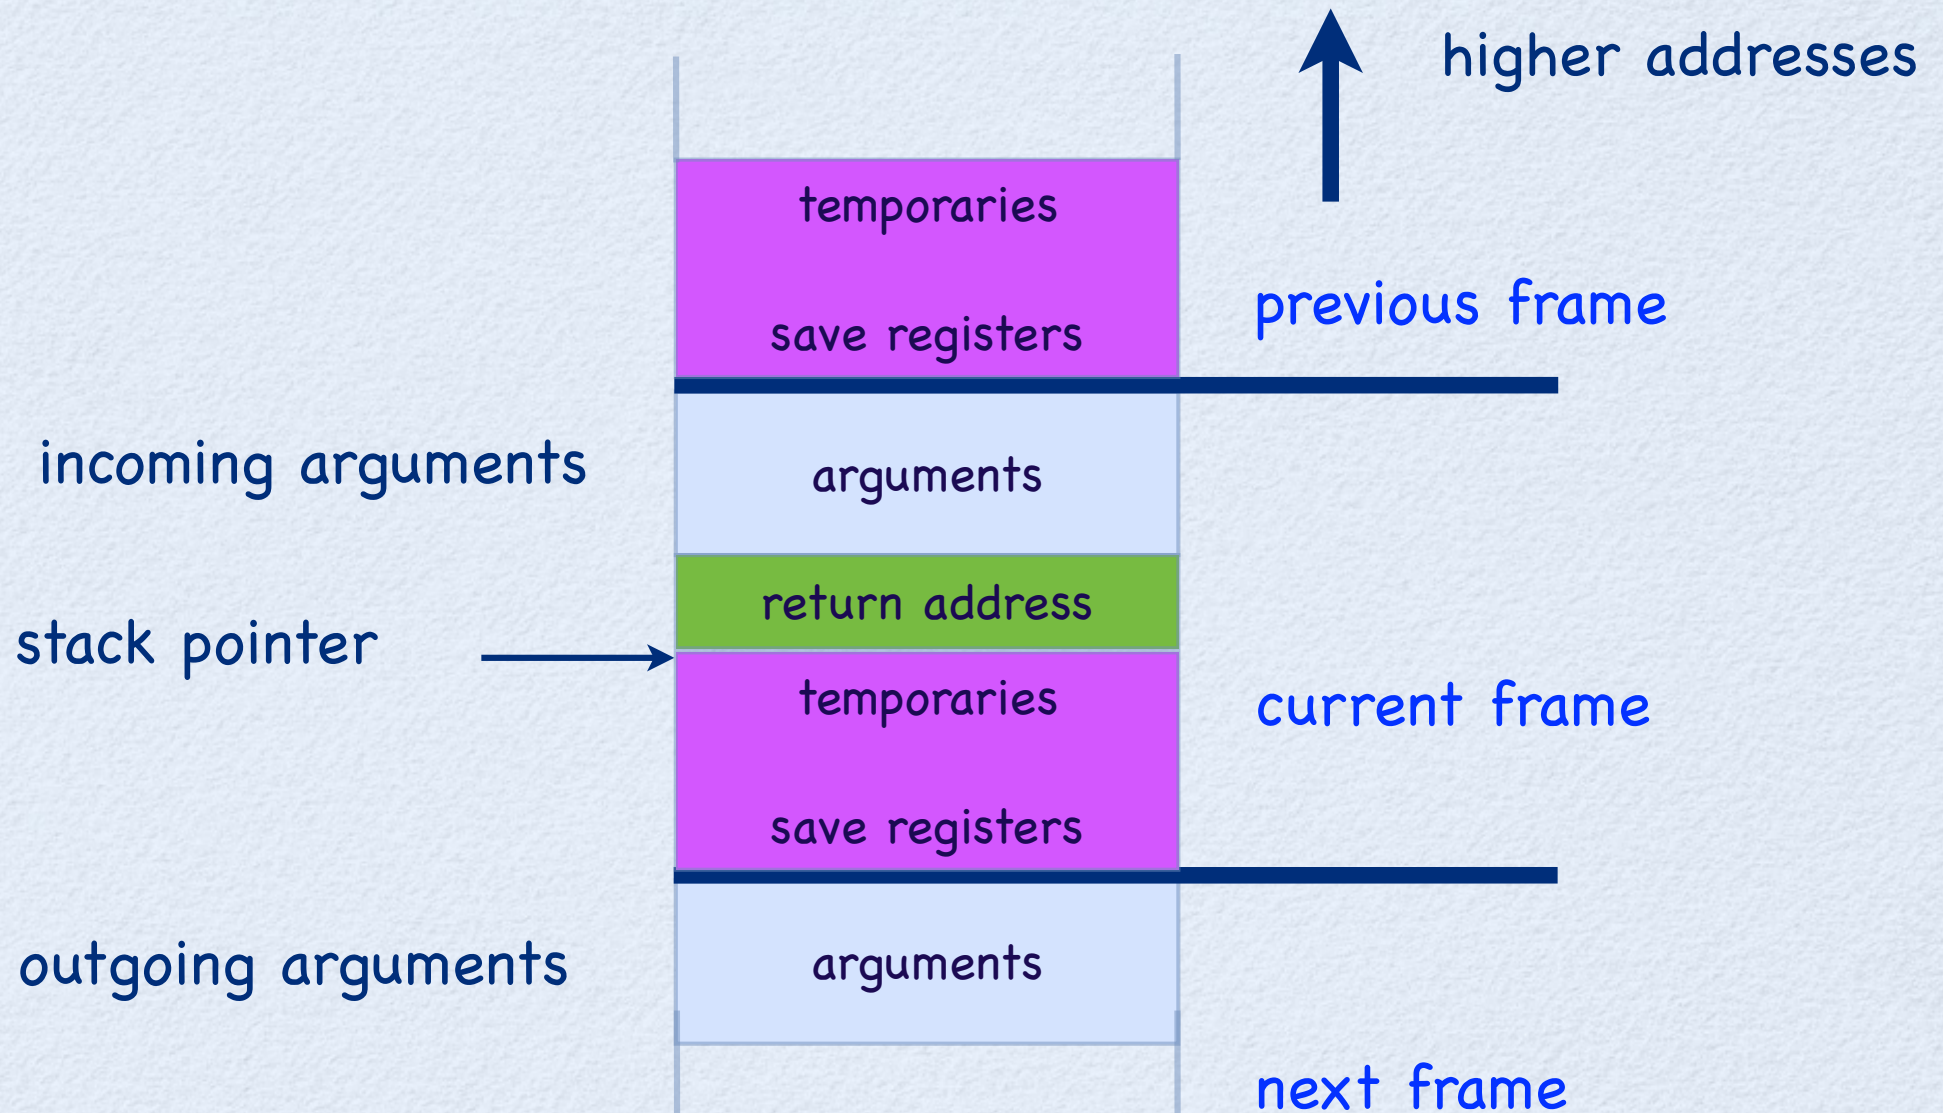 higher addresses
temporaries
save registers
previous frame
incoming arguments
arguments
return address
stack pointer
temporaries
current frame
save registers
outgoing arguments
arguments
next frame